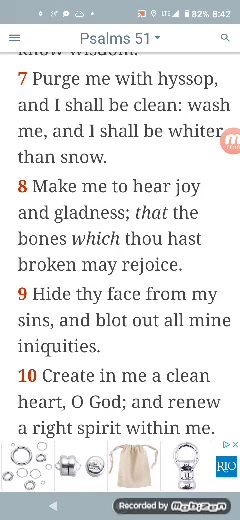 82% 8:42
Psalms 51
know wisdom.
7 Purge me with hyssop,
and I shall be clean: wash
me, and I shall be whiter
than snow.
8 Make me to hear joy
and gladness; that the
bones which thou hast
broken may rejoice.
9 Hide thy face from my
sins, and blot out all mine
iniquities.
10 Create in me a clean
heart, O God; and renew
a right spirit within me.
RIO
Recorded by mobizen